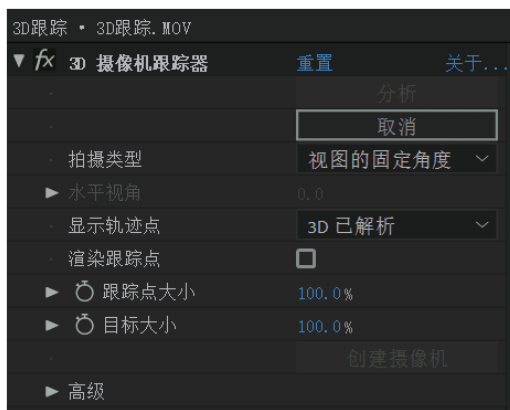 3D跟踪 • 3D跟踪.MOV
fx 3D 摄像机跟踪器 重置 关于...
分析
取消
拍摄类型 视图的固定角度
水平视角 0.0
显示轨迹点 3D 已解析
渲染跟踪点
跟踪点大小 100.0%
目标大小 100.0%
创建摄像机
高级